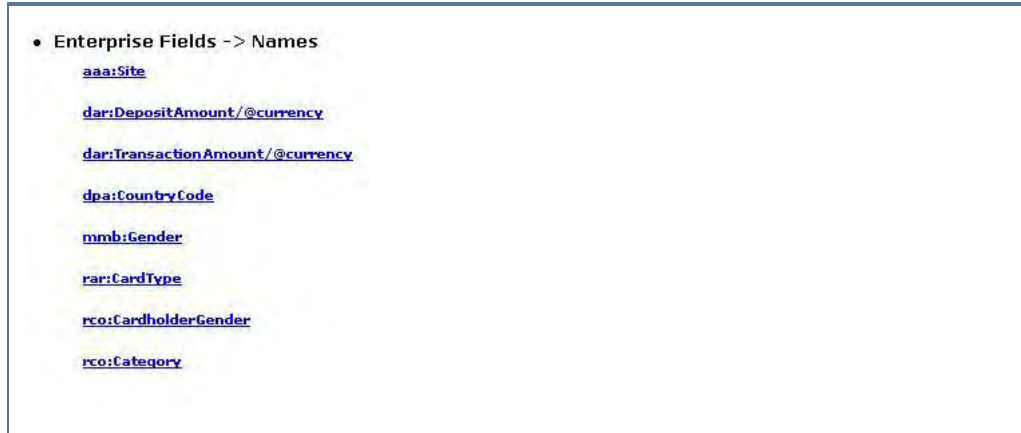 • Enterprise Fields -> Names
aaa:Site
dar:DepositAmount/@currency
dar:TransactionAmount/@currency
dpa:CountryCode
mmb:Gender
rar:CardType
rco:CardholderGender
rco:Category